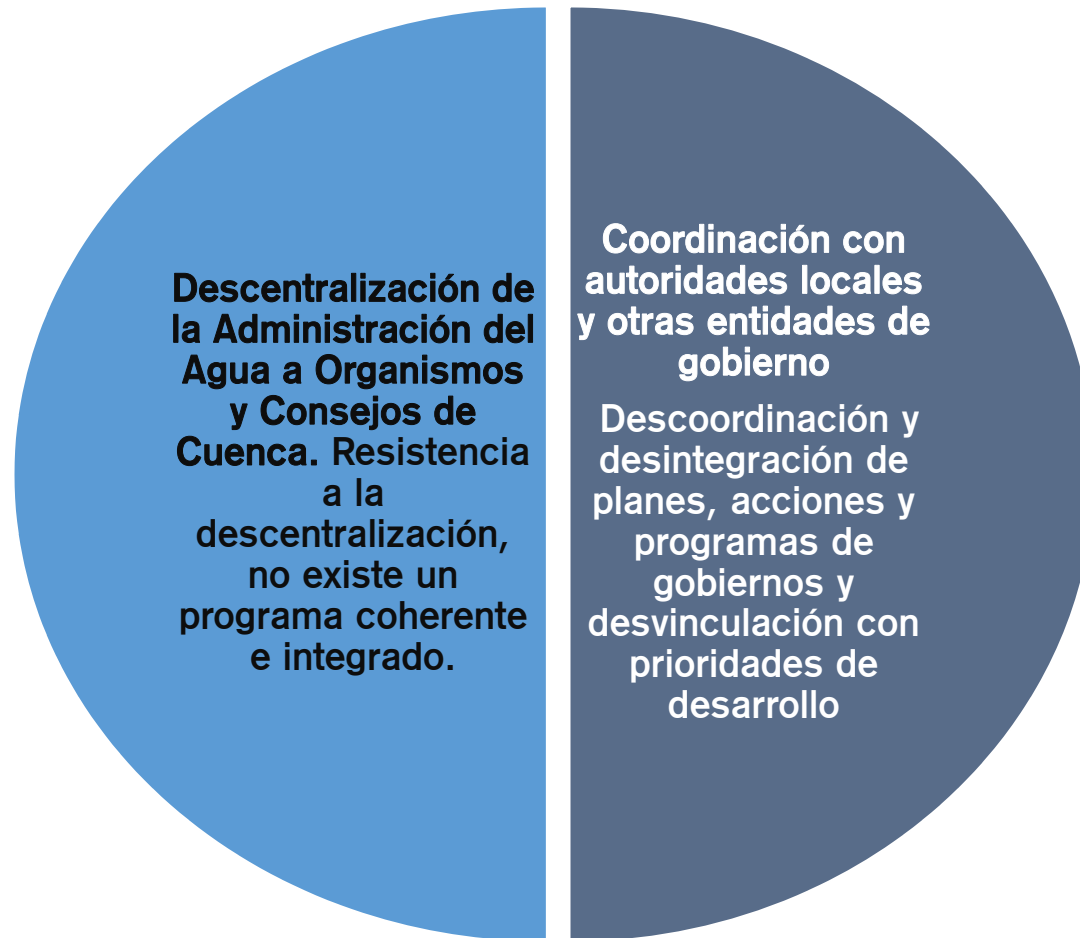 Descentralización de
la Administración del
Agua a Organismos
y Consejos de
Cuenca. Resistencia
a la
descentralización,
no existe un
programa coherente
e integrado.
Coordinación con
autoridades locales
y otras entidades de
gobierno
Descoordinación y
desintegración de
planes, acciones y
programas de
gobiernos y
desvinculación con
prioridades de
desarrollo